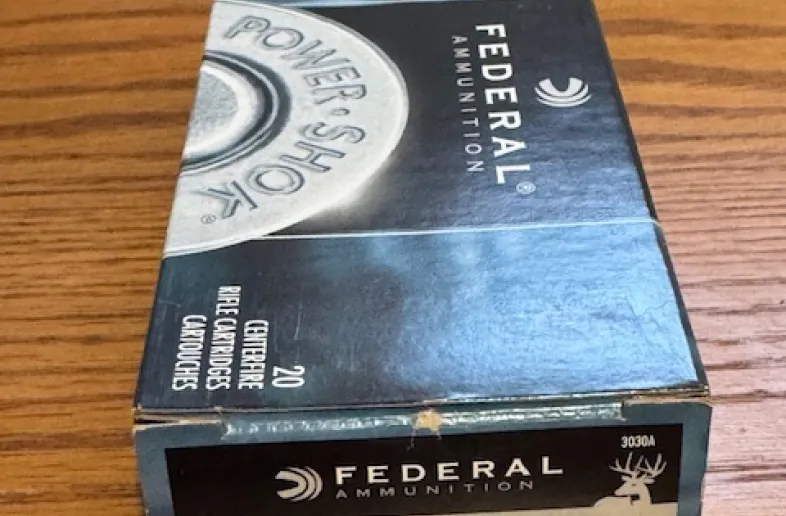 POWER·SHOK®
FEDERAL®
AMMUNITION
20
CENTERFIRE
RIFLE CARTRIDGES
CARTOUCHES
3030A
FEDERAL
AMMUNITION